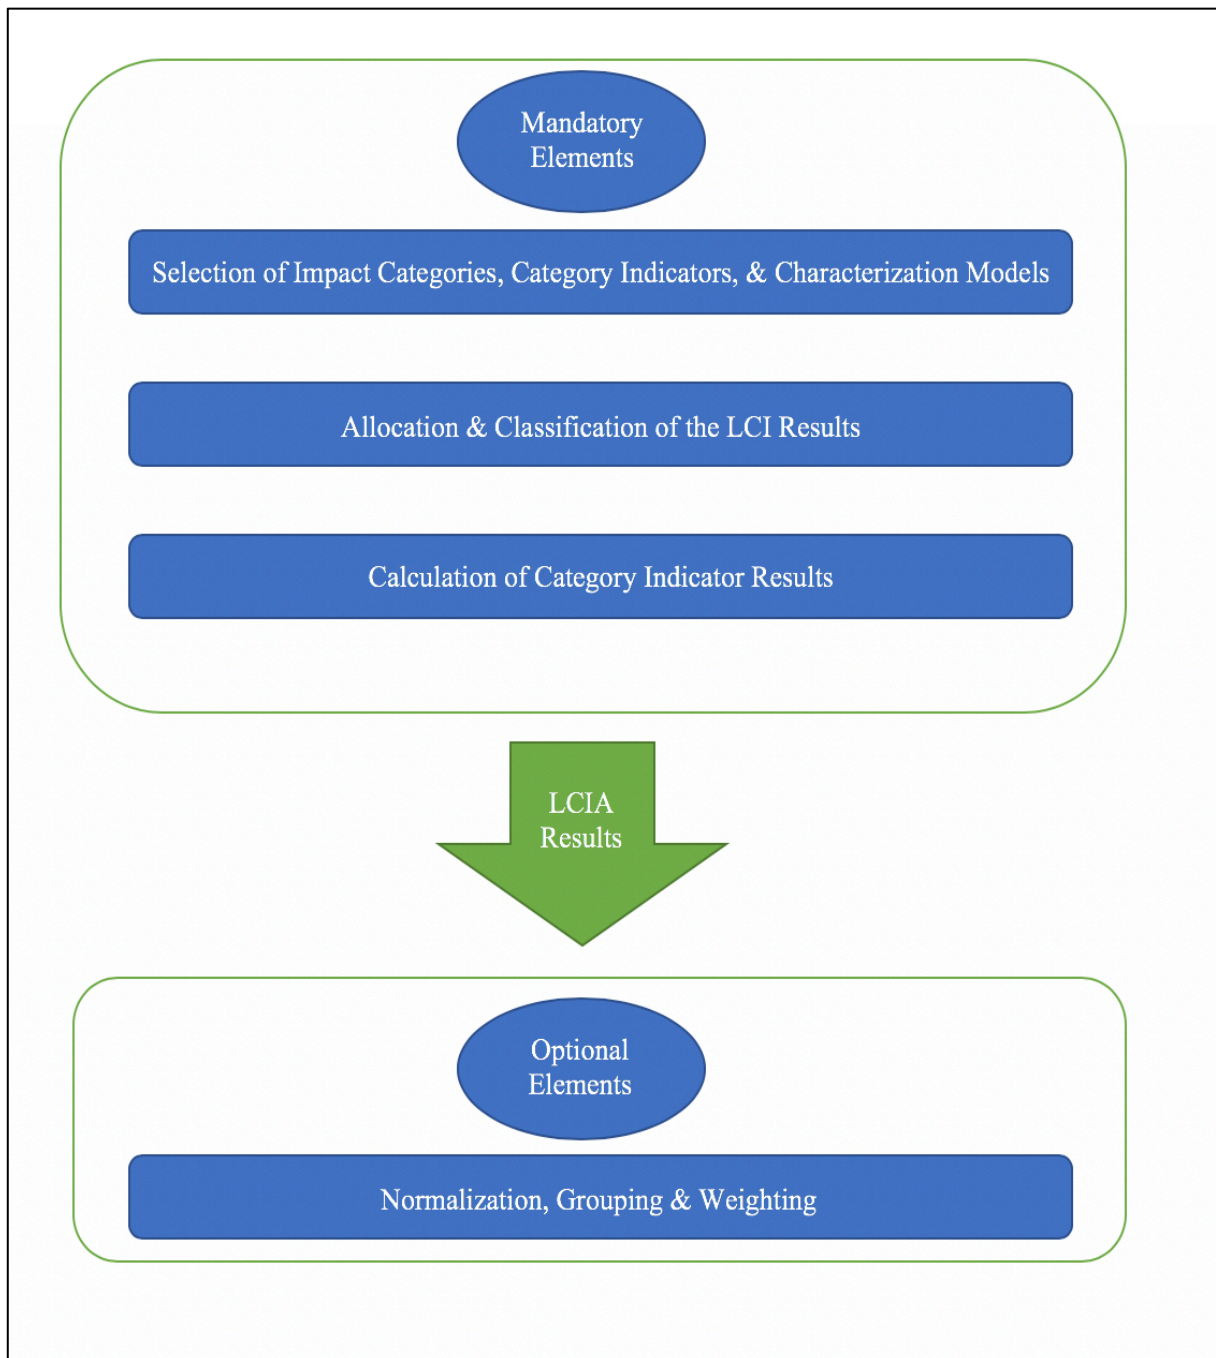 Mandatory
Elements
Selection of Impact Categories, Category Indicators, & Characterization Models
Allocation & Classification of the LCI Results
Calculation of Category Indicator Results
LCIA
Results
Optional
Elements
Normalization, Grouping & Weighting